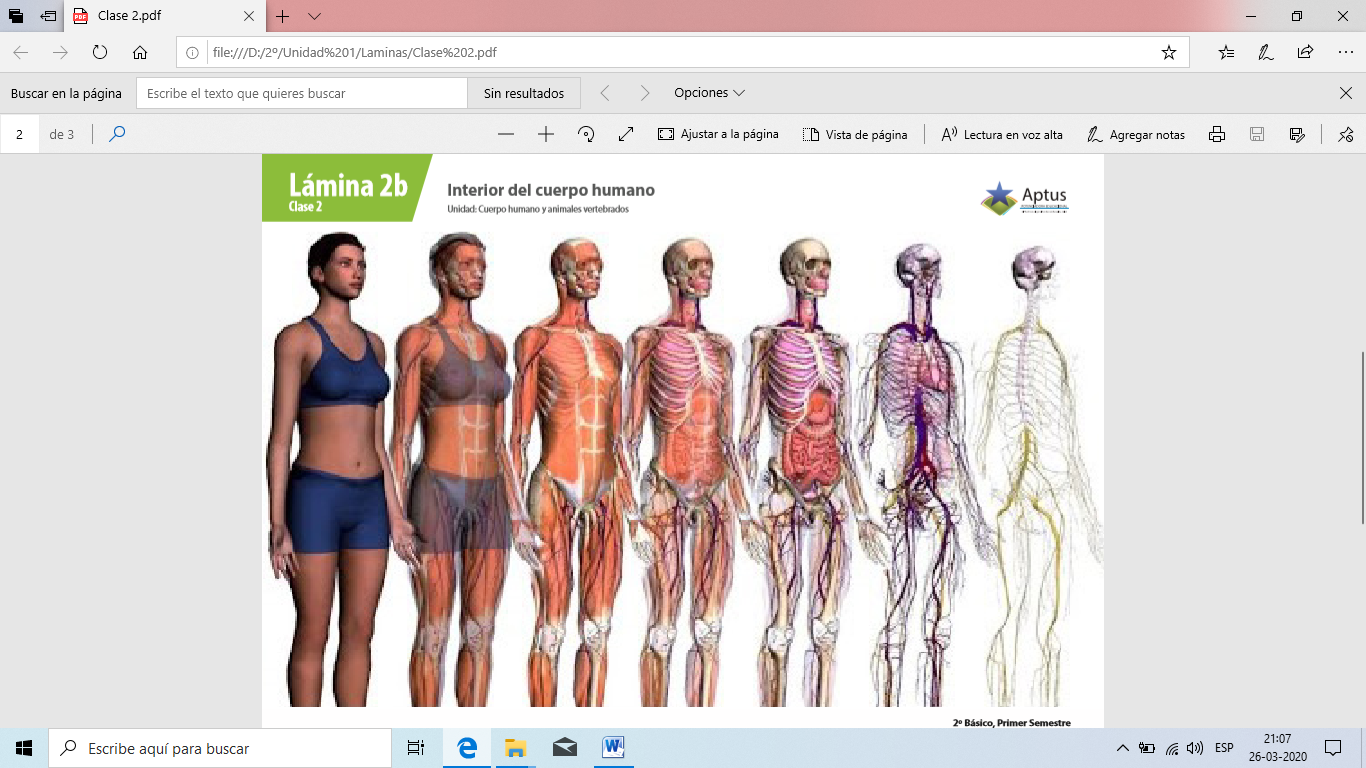 Clase 2.pdf
file:///D:/2º/Unidad%201/Laminas/Clase%202.pdf
Buscar en la página
Escribe el texto que quieres buscar
Sin resultados
Opciones
2
de 3
Ajustar a la página
Vista de página
Lectura en voz alta
Agregar notas
Lámina 2b
Clase 2
Interior del cuerpo humano
Unidad: Cuerpo humano y animales vertebrados
Aptus
2º Básico, Primer Semestre
Escribe aquí para buscar
ESP
21:07
26-03-2020